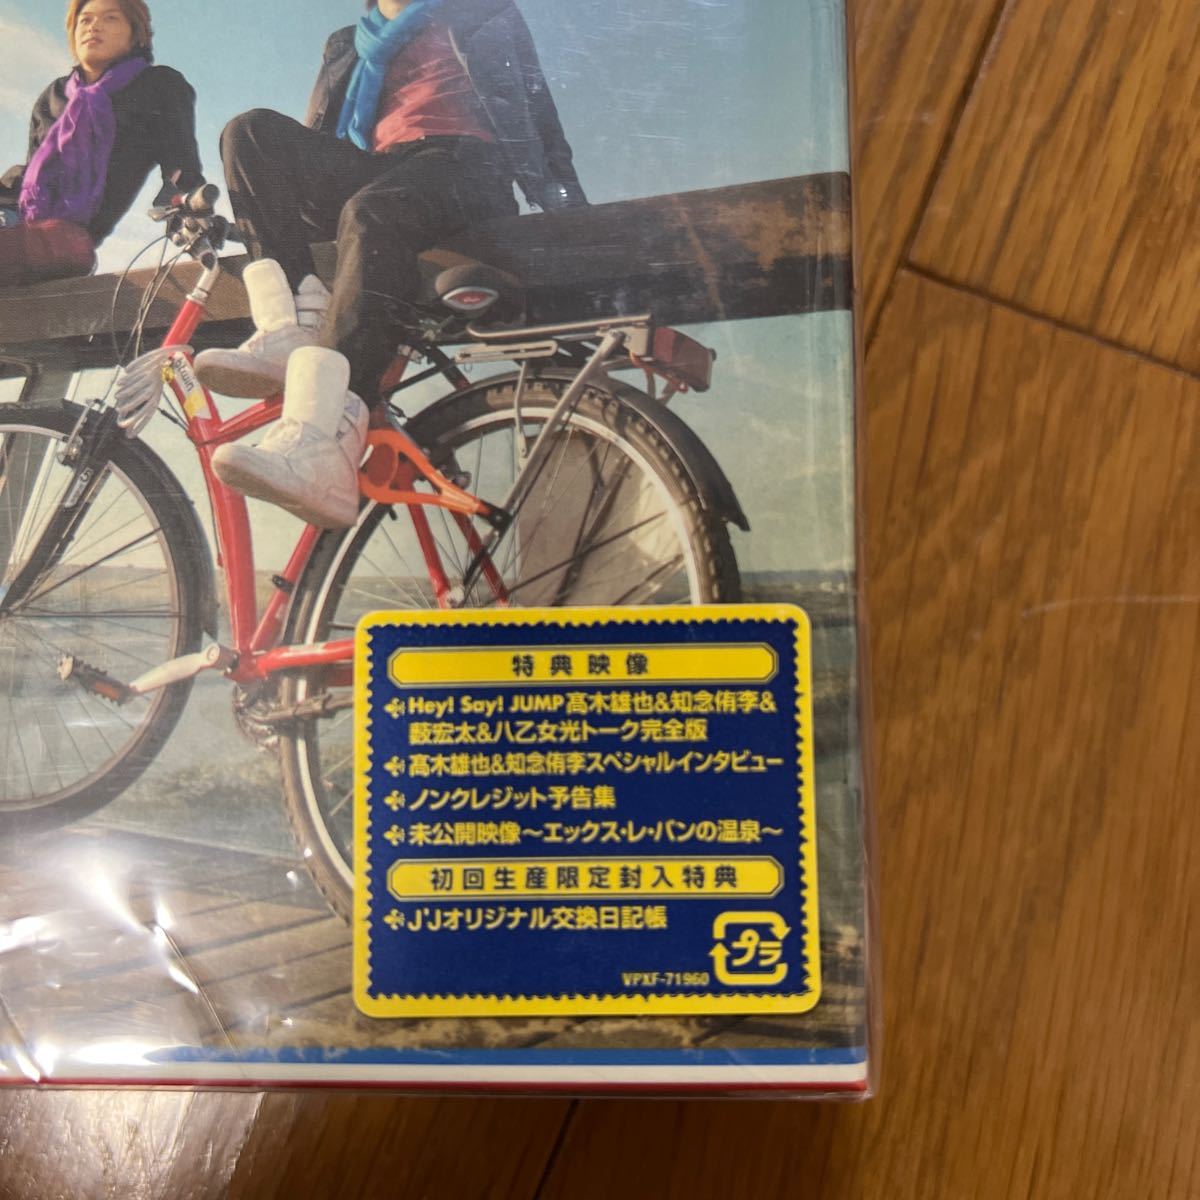 btwin
特典映像
Hey! Say! JUMP 髙木雄也&知念侑李&
薮宏太&八乙女光トーク完全版
髙木雄也&知念侑李スペシャルインタビュー
ノンクレジット予告集
未公開映像〜エックス・レ・バンの温泉〜
初回生産限定封入特典
J'Jオリジナル交換日記帳
プラ
VPXF-71960